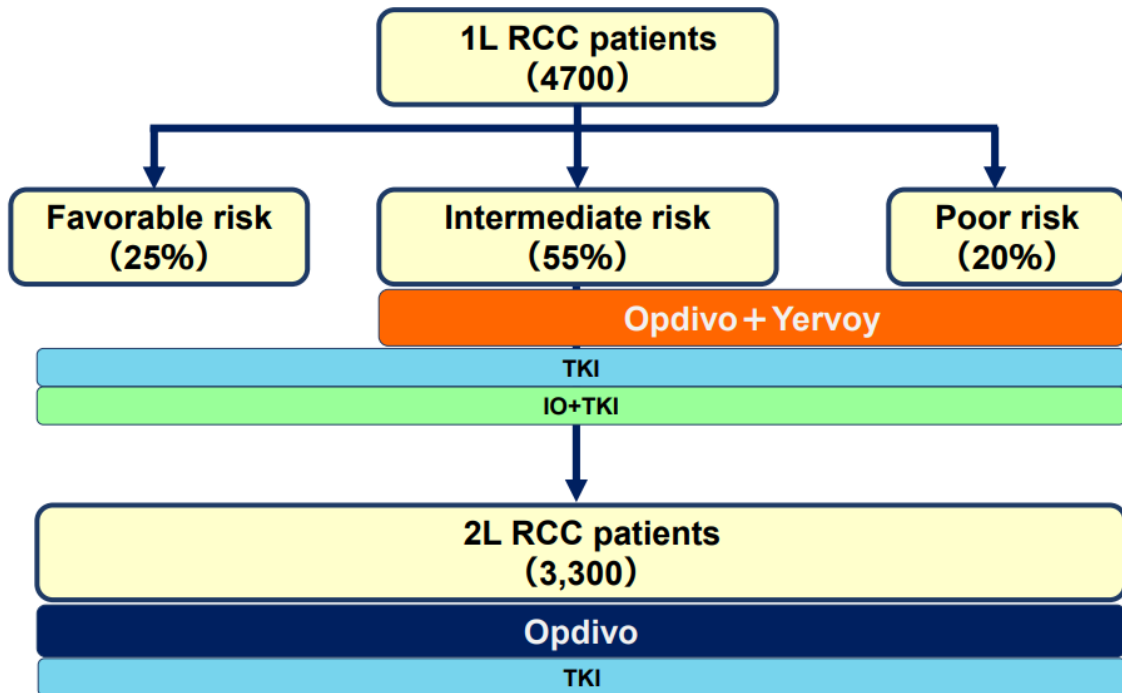 1L RCC patients
（4700）
Favorable risk
（25%）
Intermediate risk
（55%）
Poor risk
（20%）
Opdivo＋Yervoy
TKI
IO+TKI
2L RCC patients
（3,300）
Opdivo
TKI